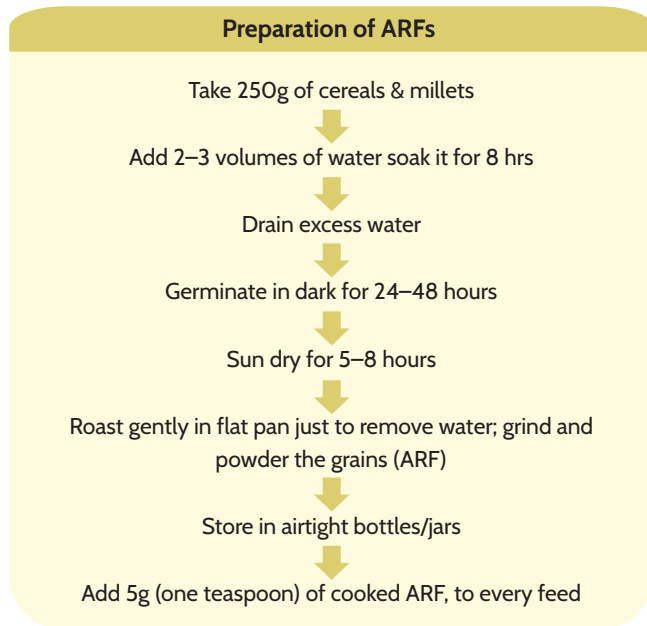 Preparation of ARFs
Take 250g of cereals & millets
Add 2–3 volumes of water soak it for 8 hrs
Drain excess water
Germinate in dark for 24–48 hours
Sun dry for 5–8 hours
Roast gently in flat pan just to remove water; grind and
powder the grains (ARF)
Store in airtight bottles/jars
Add 5g (one teaspoon) of cooked ARF, to every feed